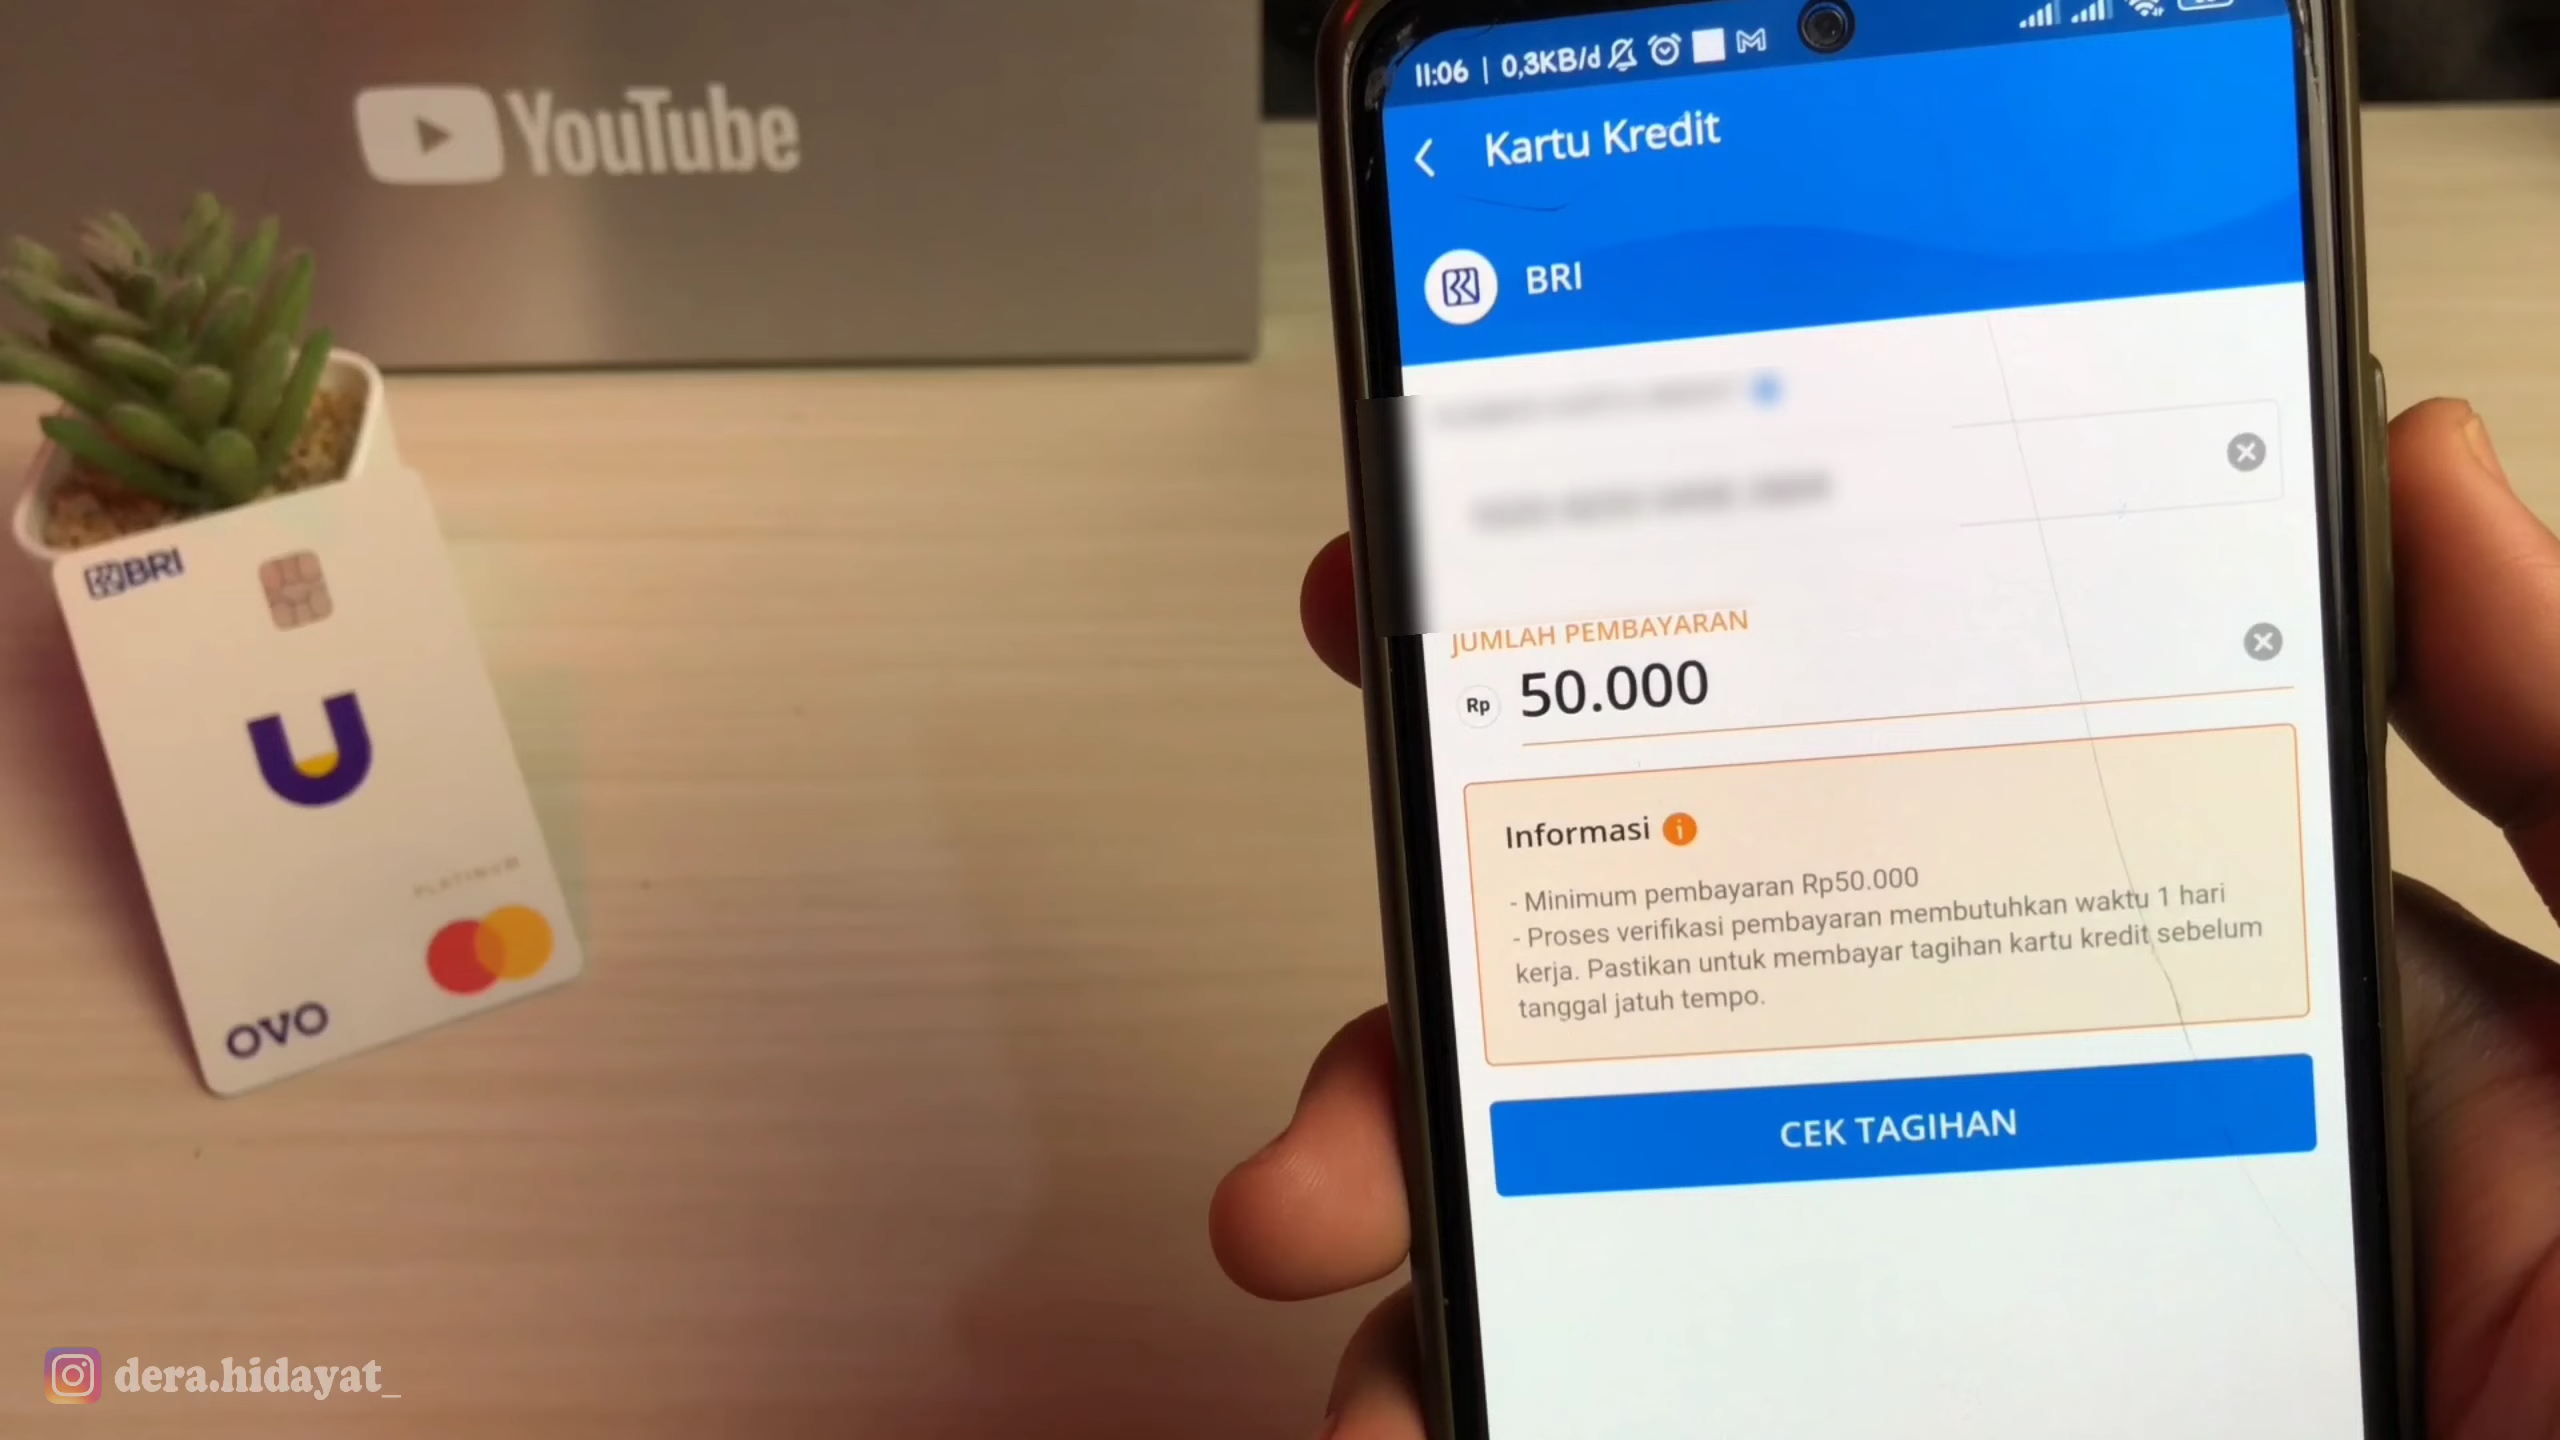 YouTube
BRI
PLATINUM
OVO
11:06 | 0,3KB/d
Kartu Kredit
BRI
JUMLAH PEMBAYARAN
Rp 50.000
Informasi i
- Minimum pembayaran Rp50.000
- Proses verifikasi pembayaran membutuhkan waktu 1 hari
kerja. Pastikan untuk membayar tagihan kartu kredit sebelum
tanggal jatuh tempo.
CEK TAGIHAN
dera.hidayat_